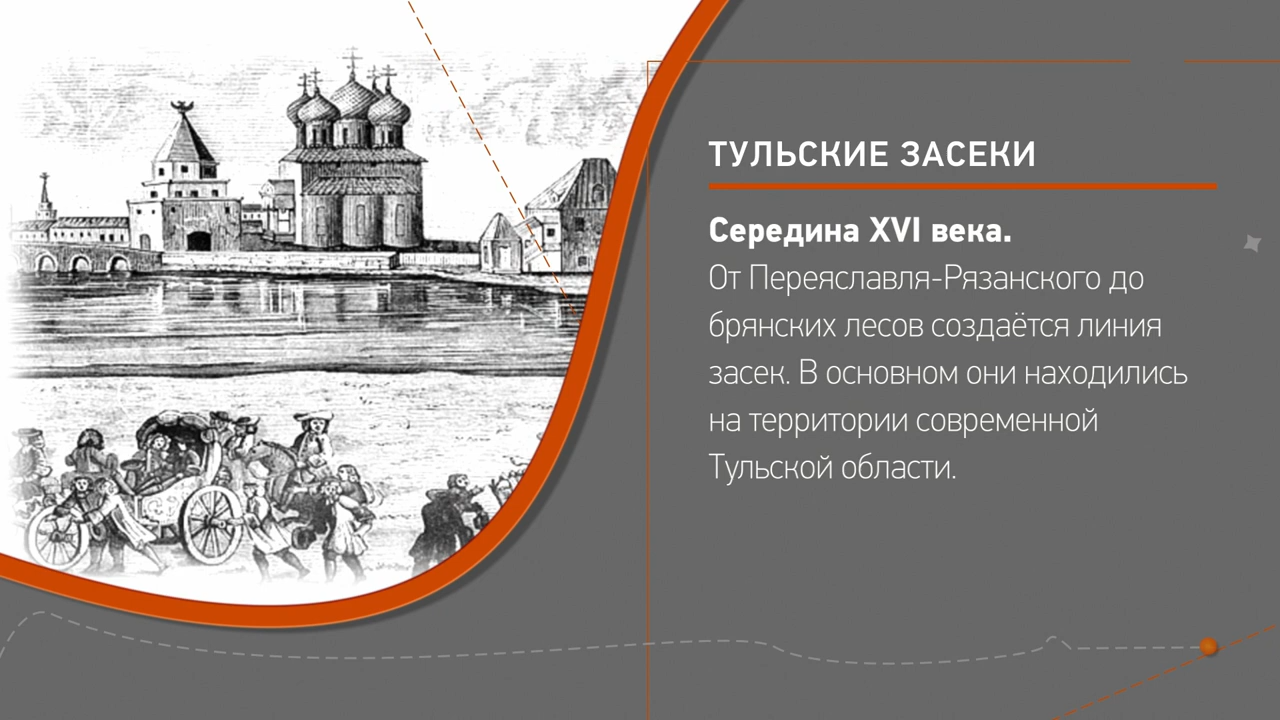 ТУЛЬСКИЕ ЗАСЕКИ
Середина XVI века.
От Переяславля-Рязанского до
брянских лесов создаётся линия
засек. В основном они находились
на территории современной
Тульской области.